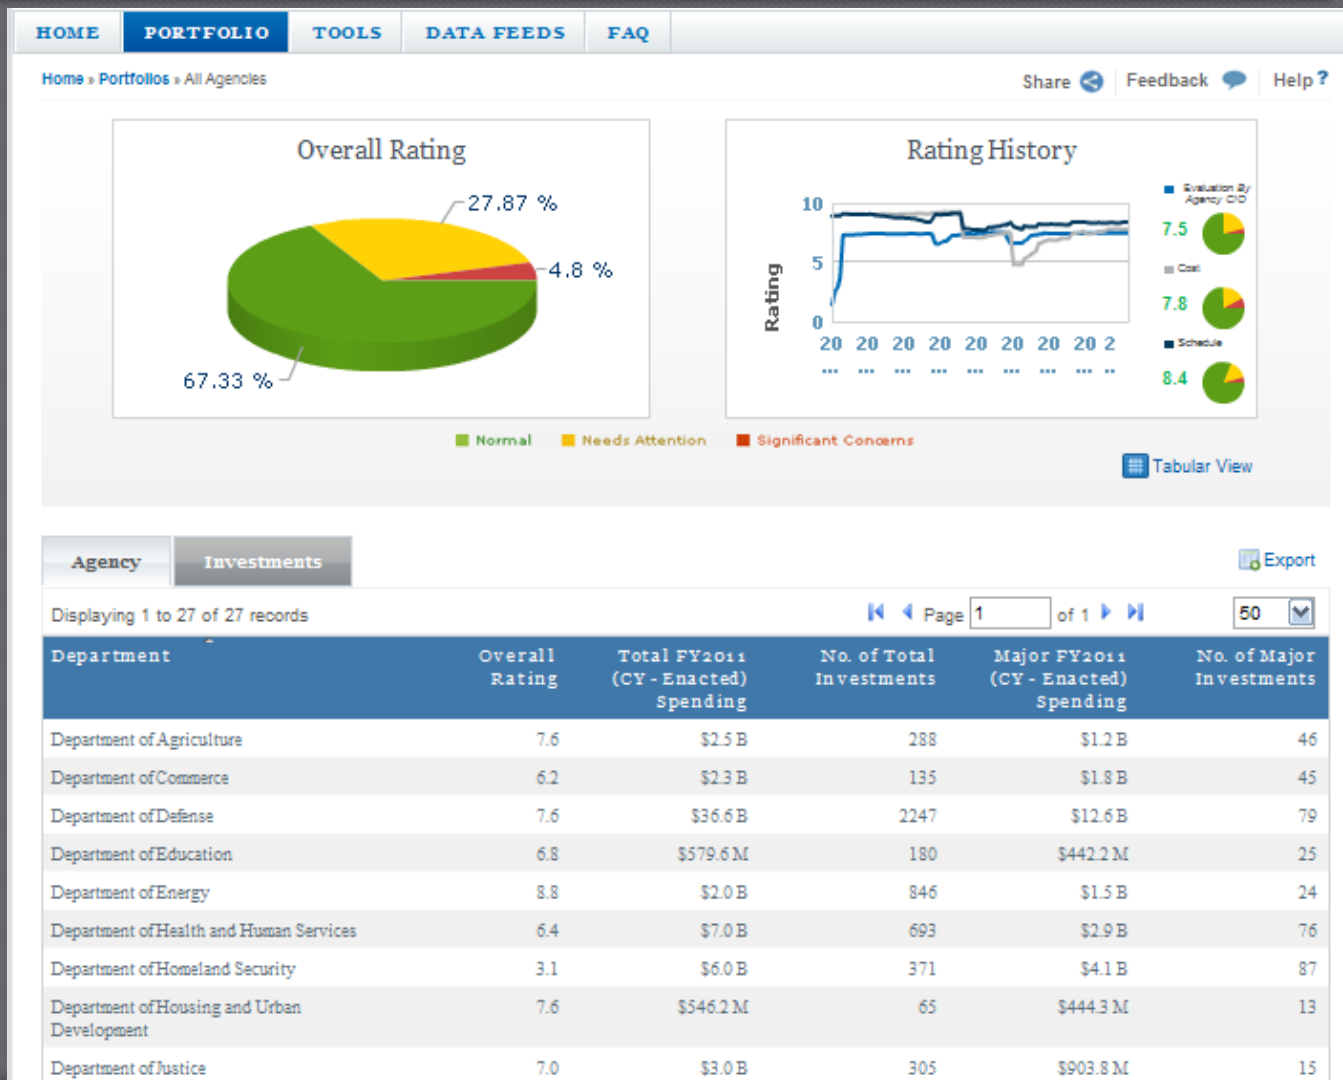 HOME PORTFOLIO TOOLS DATA FEEDS FAQ
Home » Portfolios » All Agencies
Share Feedback Help ?
Overall Rating
27.87 %
4.8 %
67.33 %
Rating History
Rating
10
5
0
20 20 20 20 20 20 20 20 2
... ... ... ... ... ... ... ... ..
Evaluation By
Agency CIO
7.5
Cost
7.8
Schedule
8.4
Normal Needs Attention Significant Concerns
Tabular View
Agency Investments
Export
Displaying 1 to 27 of 27 records Page 1 of 1 50
Department Overall Total FY2011 No. of Total Major FY2011 No. of Major
Rating (CY - Enacted) Investments (CY - Enacted) Investments
Spending Spending
Department of Agriculture 7.6 $2.5 B 288 $1.2 B 46
Department of Commerce 6.2 $2.3 B 135 $1.8 B 45
Department of Defense 7.6 $36.6 B 2247 $12.6 B 79
Department of Education 6.8 $579.6 M 180 $442.2 M 25
Department of Energy 8.8 $2.0 B 846 $1.5 B 24
Department of Health and Human Services 6.4 $7.0 B 693 $2.9 B 76
Department of Homeland Security 3.1 $6.0 B 371 $4.1 B 87
Department of Housing and Urban 7.6 $546.2 M 65 $444.3 M 13
Development
Department of Justice 7.0 $3.0 B 305 $903.8 M 15